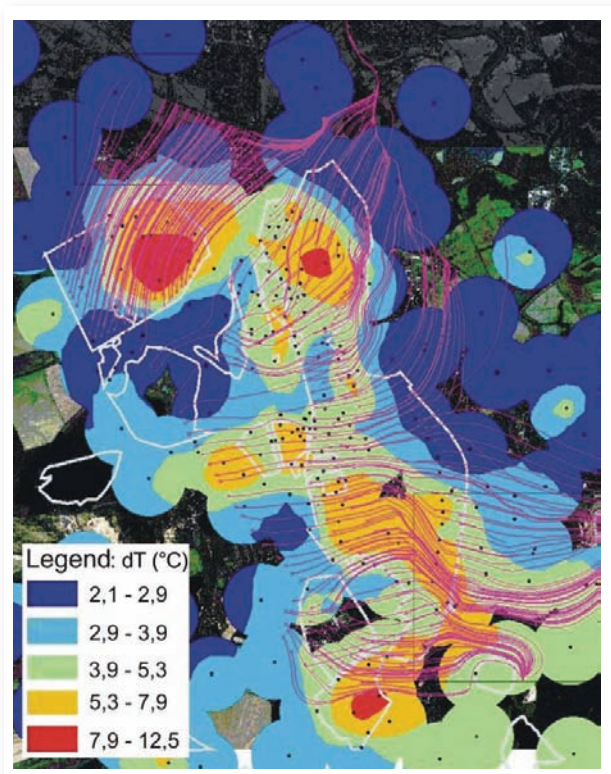 Legend: dT (°C)
2,1 - 2,9
2,9 - 3,9
3,9 - 5,3
5,3 - 7,9
7,9 - 12,5